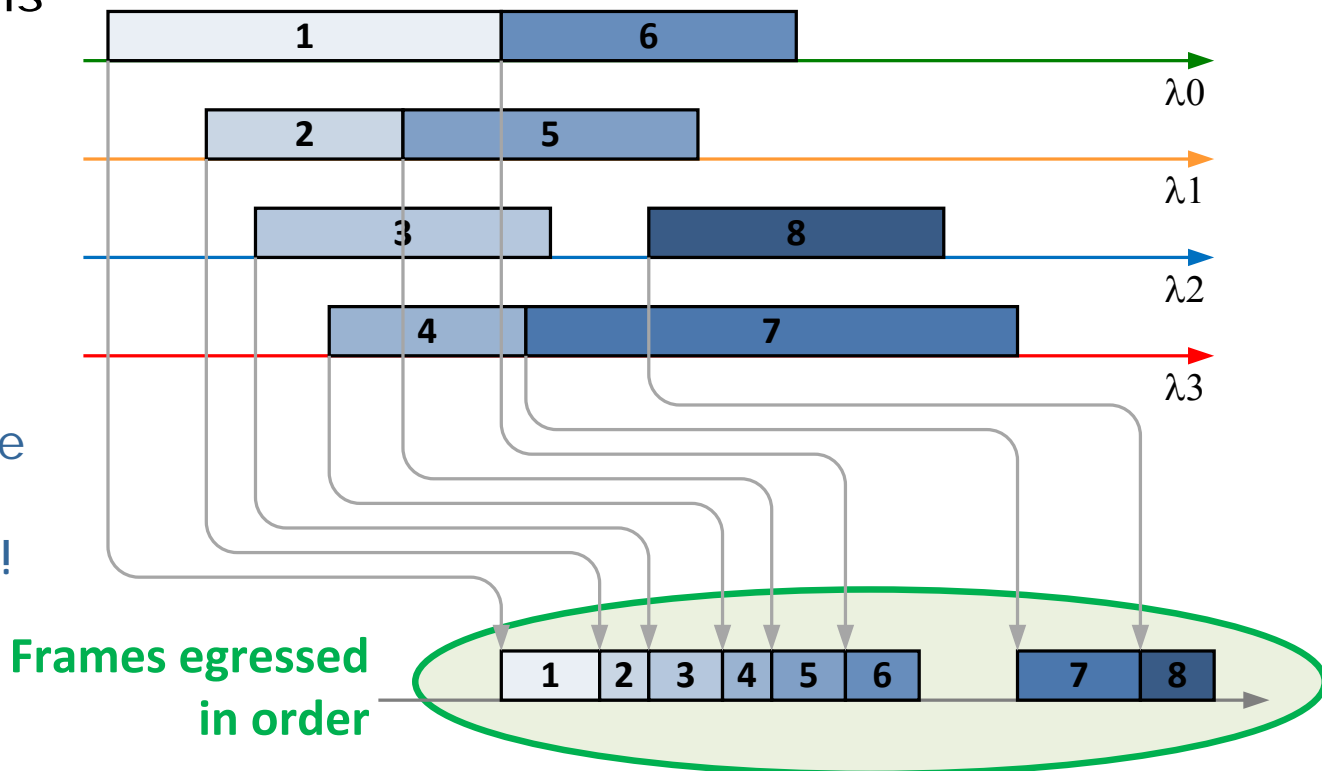 1 6
λ0
2 5
λ1
3 8
λ2
4 7
λ3
!
Frames egressed
in order
1 2 3 4 5 6 7 8